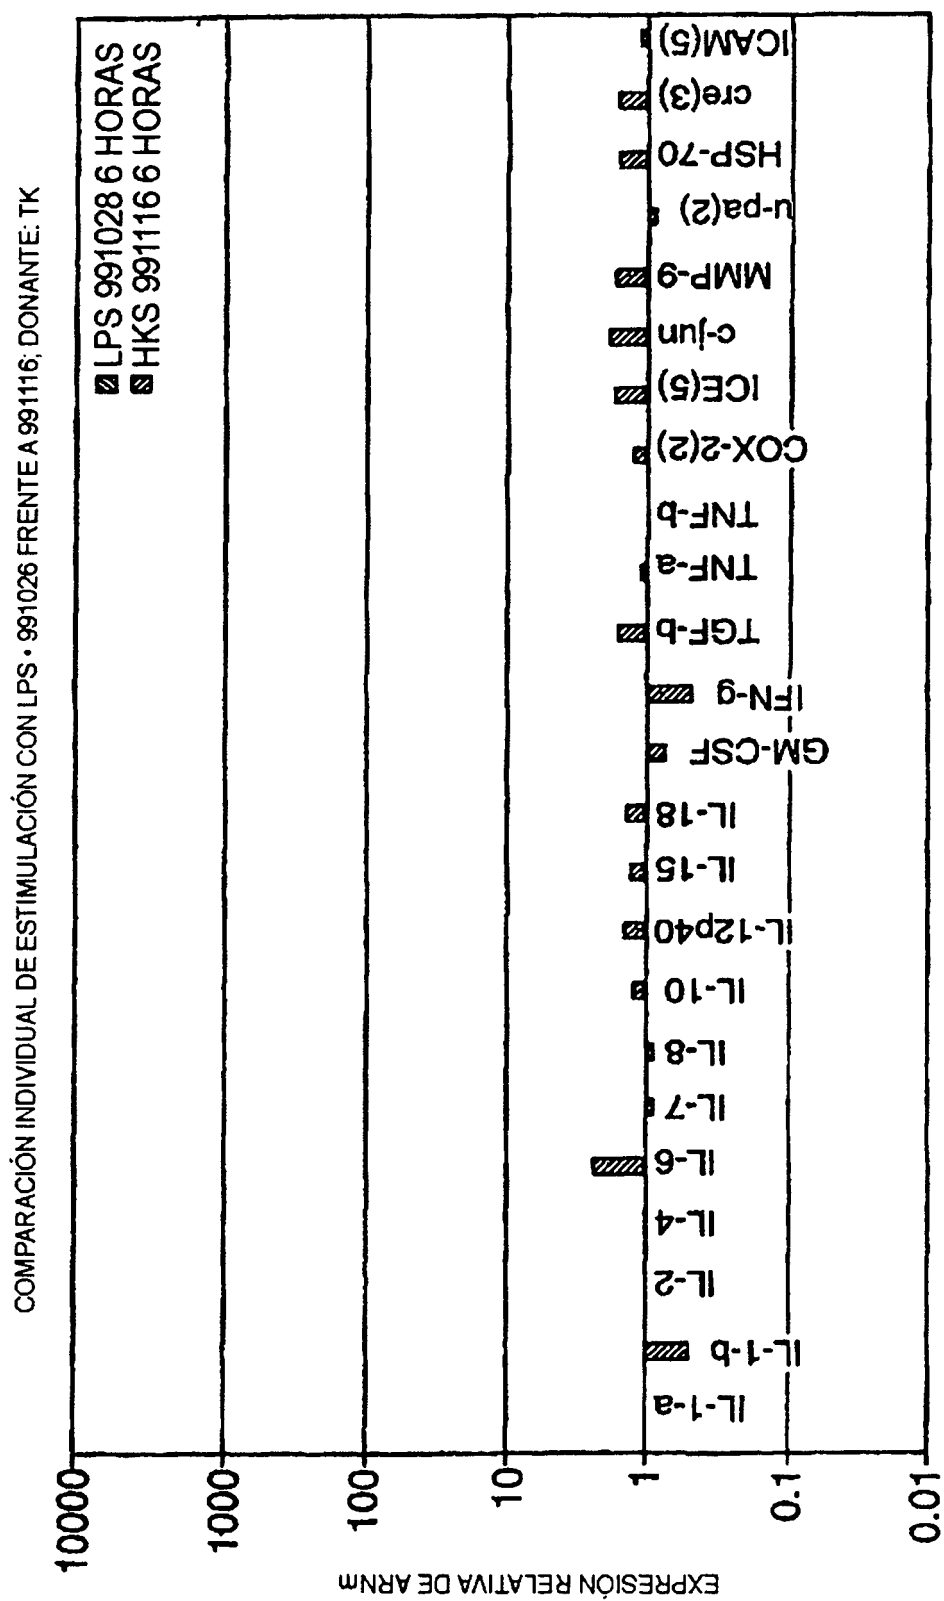 COMPARACIÓN INDIVIDUAL DE ESTIMULACIÓN CON LPS • 991026 FRENTE A 991116; DONANTE: TK
LPS 991028 6 HORAS
HKS 991116 6 HORAS
EXPRESIÓN RELATIVA DE ARNm
10000
1000
100
10
1
0.1
0.01
IL-1-a
IL-1-b
IL-2
IL-4
IL-6
IL-7
IL-8
IL-10
IL-12p40
IL-15
IL-18
GM-CSF
IFN-g
TGF-b
TNF-a
TNF-b
COX-2(2)
ICE(5)
c-jun
MMP-9
u-pa(2)
HSP-70
cre(3)
ICAM(5)